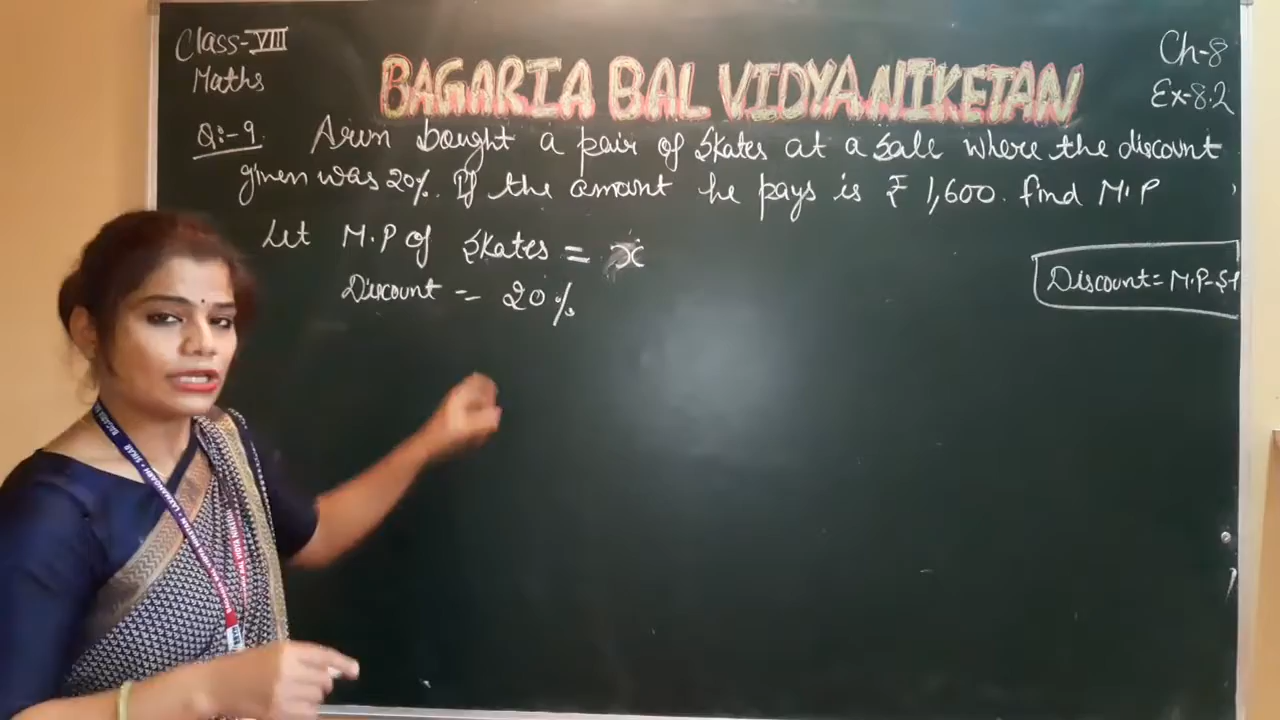 Class-VIII
Maths
BAGARIA BAL VIDYA NIKETAN
Ch-8
Ex-8.2
Q:-9. Arun bought a pair of skates at a sale where the discount
given was 20%. If the amount he pays is ₹ 1,600. find M.P
Let M.P of skates = x
Discount = 20%
Discount = M.P-S.P